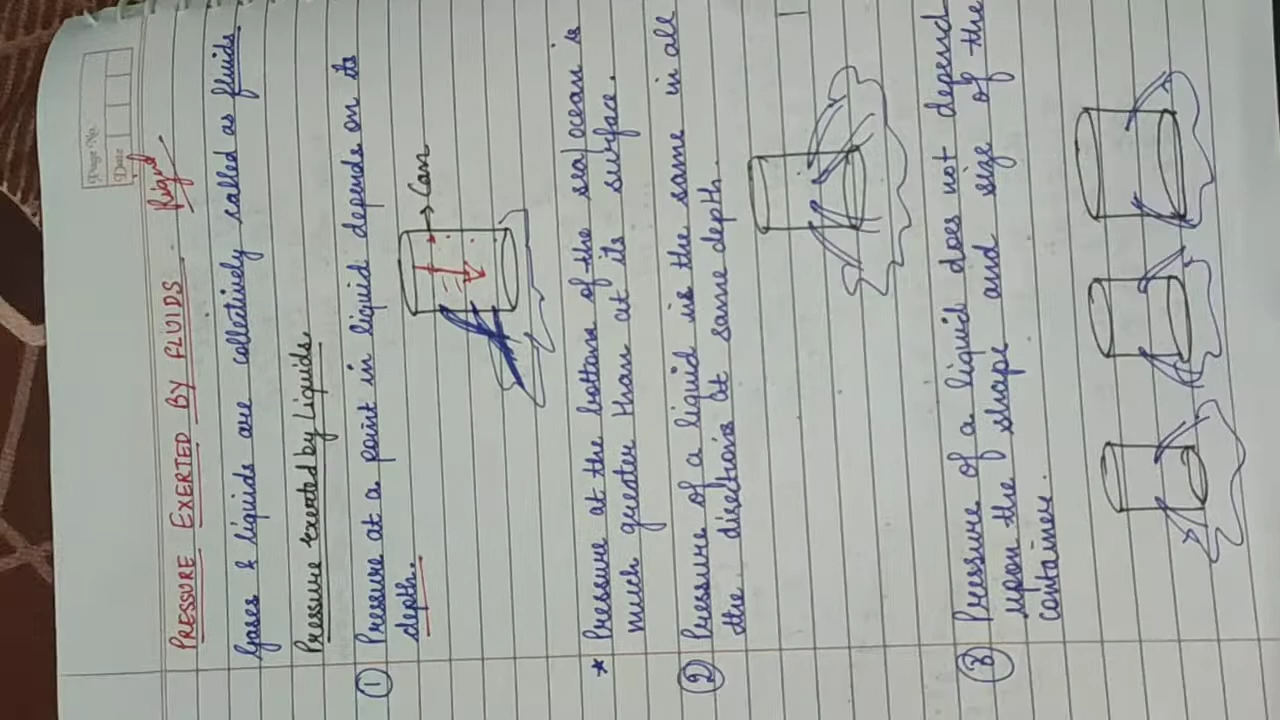 Page No.
Date
PRESSURE EXERTED BY FLUIDS
Gases & liquids are collectively called as fluids
Pressure exerted by Liquids
① Pressure at a point in liquid depends on its
depth.
→ Can
* Pressure at the bottom of the sea/ocean is
much greater than at its surface.
② Pressure of a liquid is the same in all
the directions at same depth.
③ Pressure of a liquid does not depend
upon the shape and size of the
container.